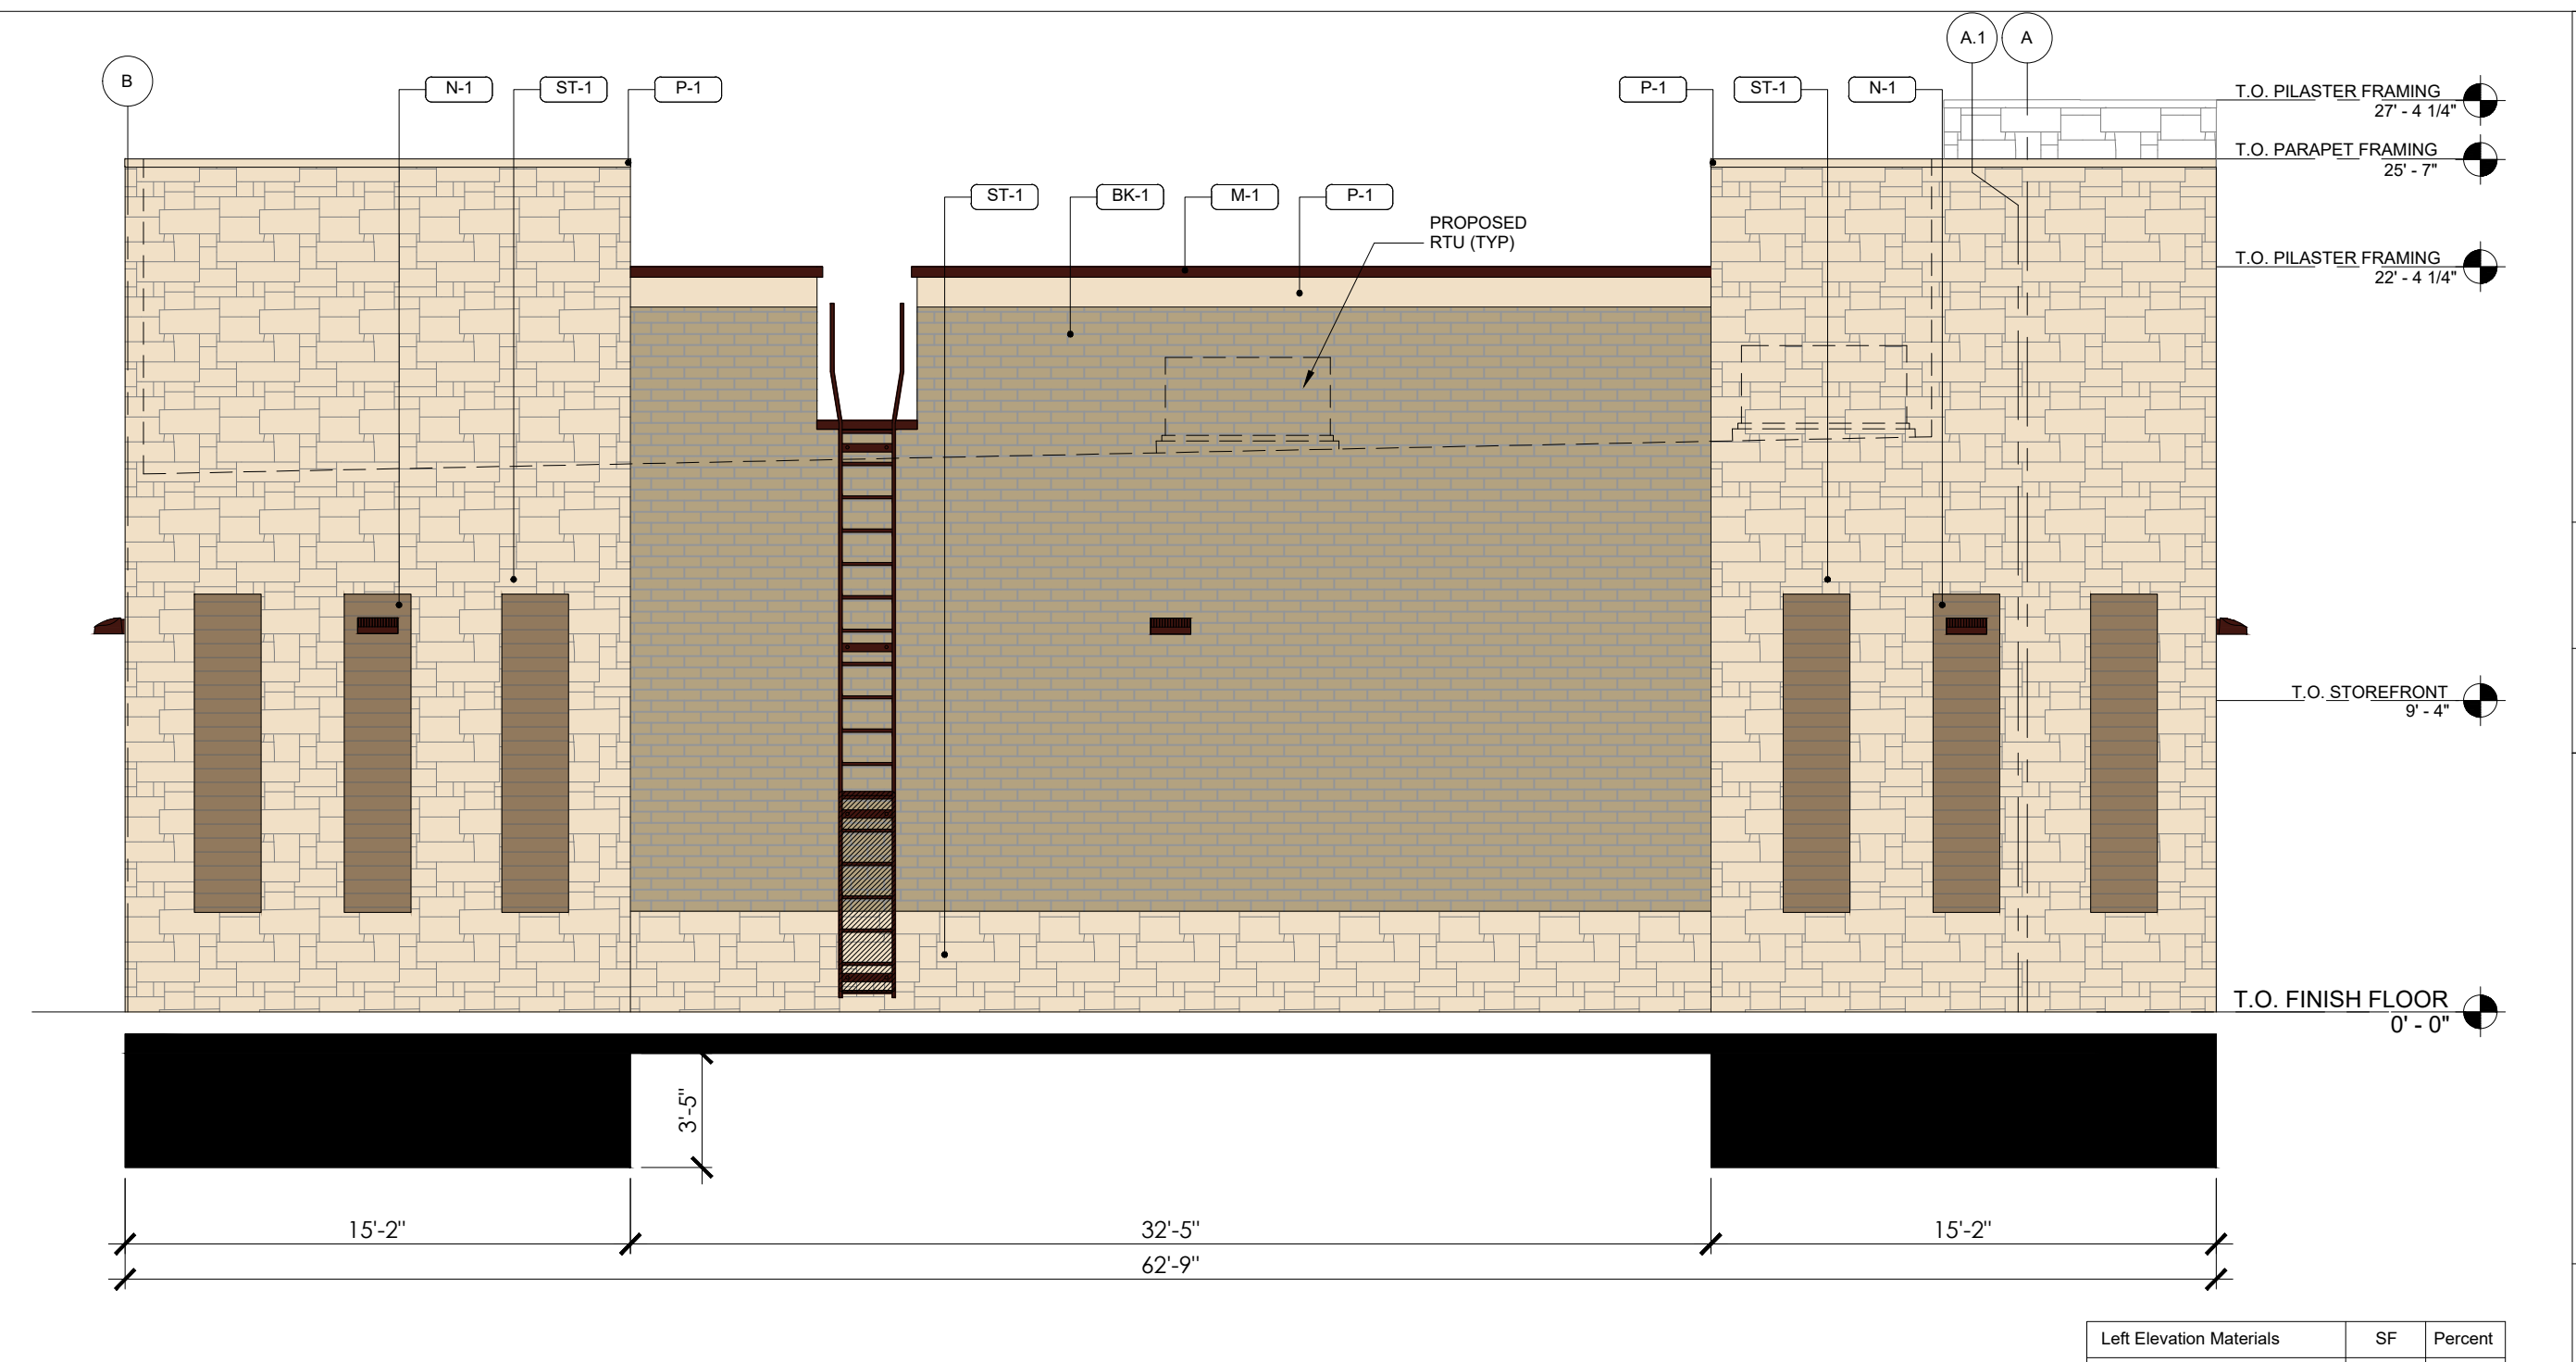 B
A.1
A
N-1
ST-1
P-1
P-1
ST-1
N-1
T.O. PILASTER FRAMING
27' - 4 1/4"
T.O. PARAPET FRAMING
25' - 7"
ST-1
BK-1
M-1
P-1
PROPOSED
RTU (TYP)
T.O. PILASTER FRAMING
22' - 4 1/4"
T.O. STOREFRONT
9' - 4"
T.O. FINISH FLOOR
0' - 0"
3'-5"
15'-2"
32'-5"
15'-2"
62'-9"
Left Elevation Materials SF Percent